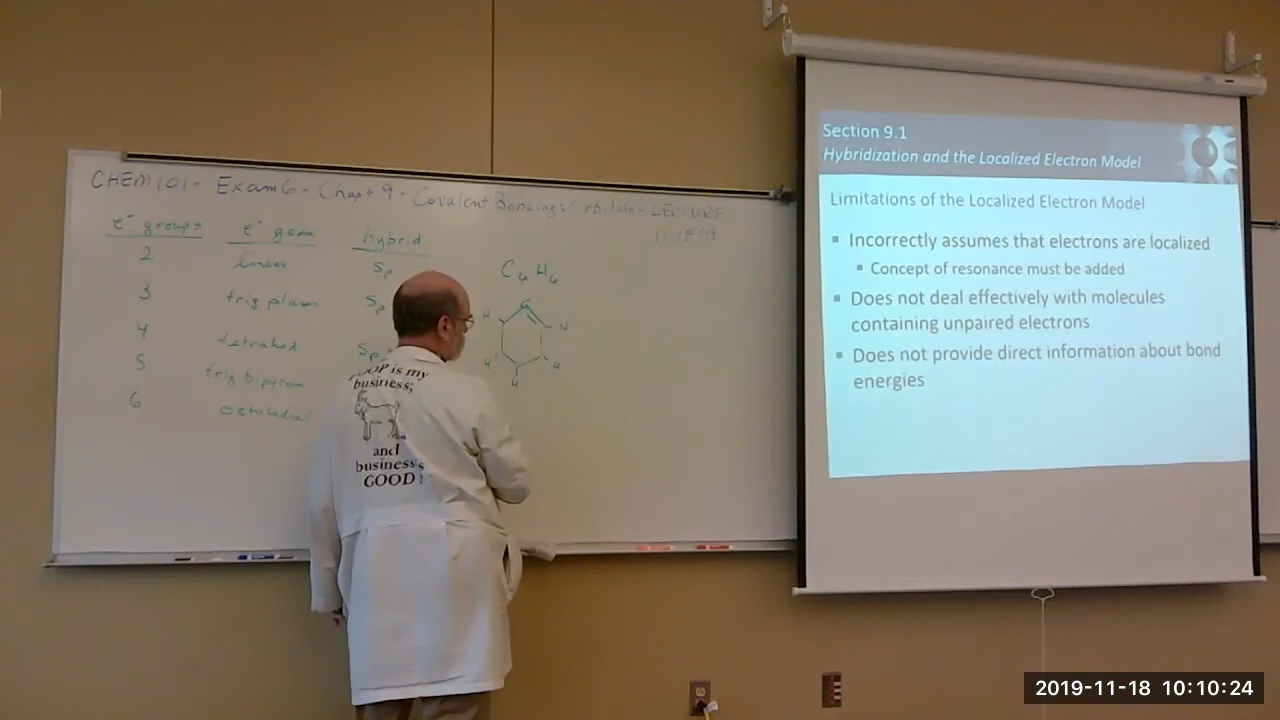 CHEM 101 - Exam 6 - Chapt 9 - Covalent Bonding: Orbitals - LECTURE
e⁻ groups e⁻ geom hybrid
2 linear sp
3 trig planar sp
4 tetrahed sp
5 trig bipyram
6 octahedral
C6H6
H H
H H
H
OOP is my
business;
and
business is
GOOD!
Section 9.1
Hybridization and the Localized Electron Model
Limitations of the Localized Electron Model
▪ Incorrectly assumes that electrons are localized
▪ Concept of resonance must be added
▪ Does not deal effectively with molecules
containing unpaired electrons
▪ Does not provide direct information about bond
energies
2019-11-18 10:10:24